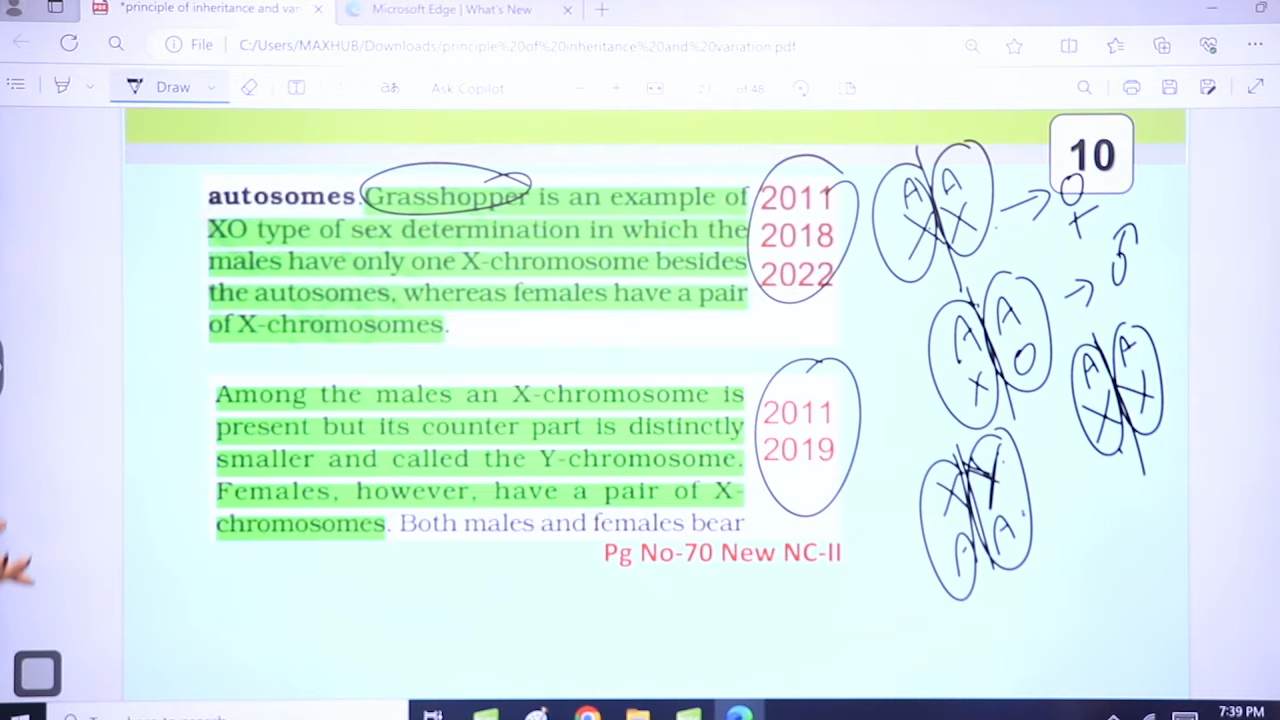 *principle of inheritance and var
Microsoft Edge | What's New
File C:/Users/MAXHUB/Downloads/principle%20of%20inheritance%20and%20variation.pdf
Draw
Ask Copilot
of 48
10
autosomes. Grasshopper is an example of
XO type of sex determination in which the
males have only one X-chromosome besides
the autosomes, whereas females have a pair
of X-chromosomes.
2011
2018
2022
A A
X X
♀
♂
A A
X O
A A
X X
Among the males an X-chromosome is
present but its counter part is distinctly
smaller and called the Y-chromosome.
Females, however, have a pair of X-
chromosomes. Both males and females bear
2011
2019
X Y
A A
Pg No-70 New NC-II
7:39 PM